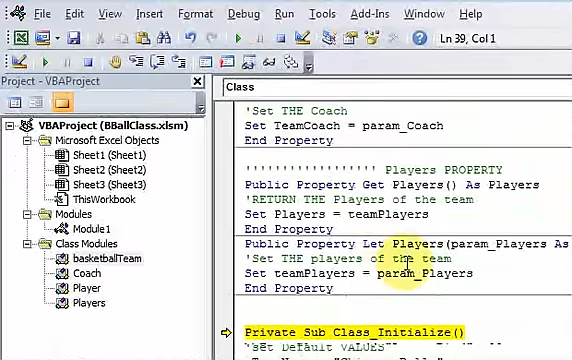 File Edit View Insert Format Debug Run Tools Add-Ins Window Help
Ln 39, Col 1
Project - VBAProject
Class
VBAProject (BBallClass.xlsm)
Microsoft Excel Objects
Sheet1 (Sheet1)
Sheet2 (Sheet2)
Sheet3 (Sheet3)
ThisWorkbook
Modules
Module1
Class Modules
basketballTeam
Coach
Player
Players
'Set THE Coach
Set TeamCoach = param_Coach
End Property
'''''''''''''''''' Players PROPERTY
Public Property Get Players() As Players
'RETURN THE Players of the team
Set Players = teamPlayers
End Property
Public Property Let Players(param_Players As
'Set THE players of the team
Set teamPlayers = param_Players
End Property
Private Sub Class_Initialize()
'Set Default VALUES